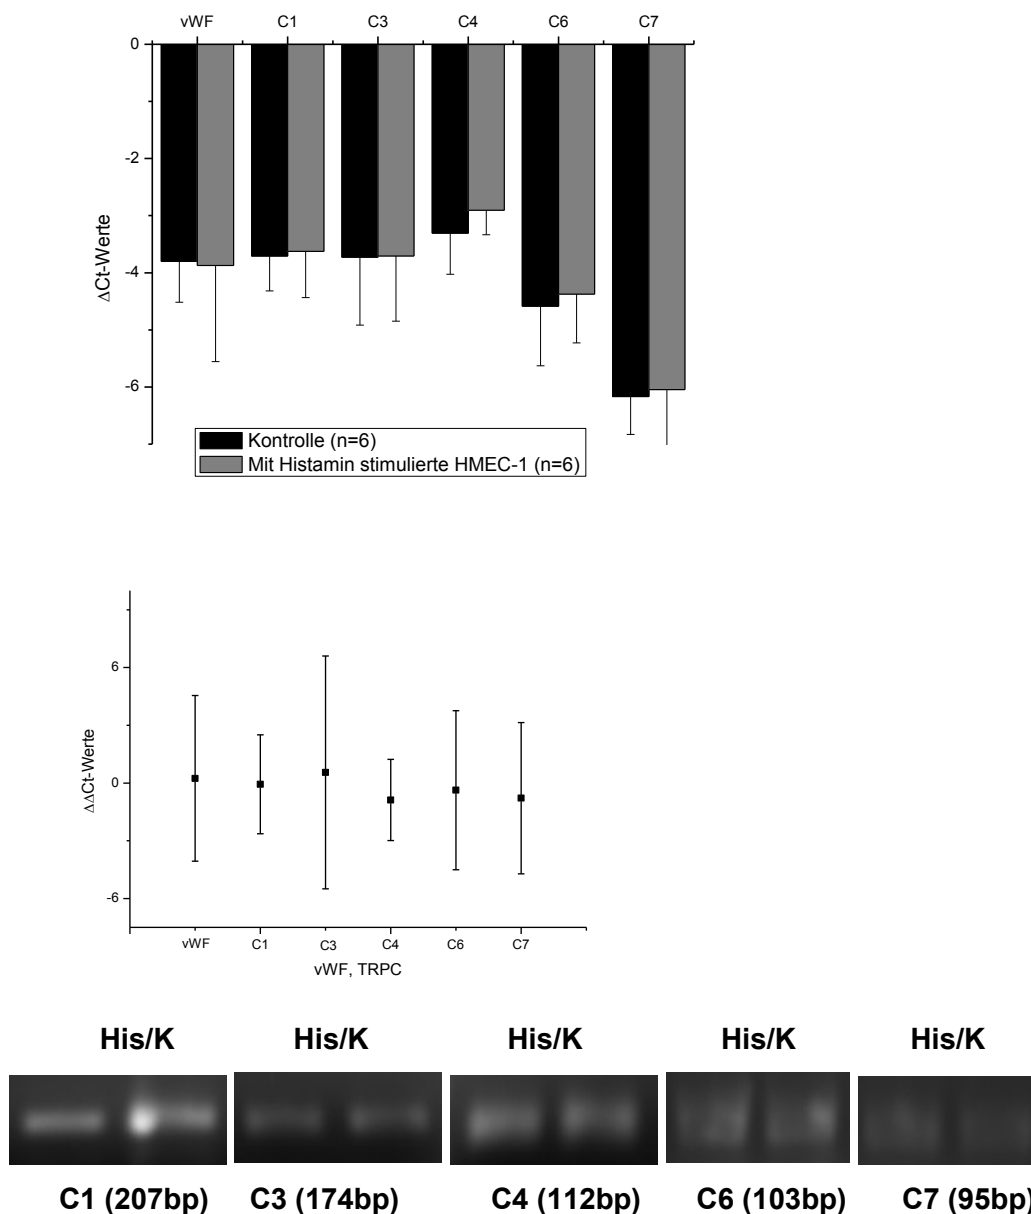 vWF C1 C3 C4 C6 C7
0
-2
-4
-6
ΔCt-Werte
Kontrolle (n=6)
Mit Histamin stimulierte HMEC-1 (n=6)
6
0
-6
ΔΔCt-Werte
vWF C1 C3 C4 C6 C7
vWF, TRPC
His/K His/K His/K His/K His/K
C1 (207bp) C3 (174bp) C4 (112bp) C6 (103bp) C7 (95bp)